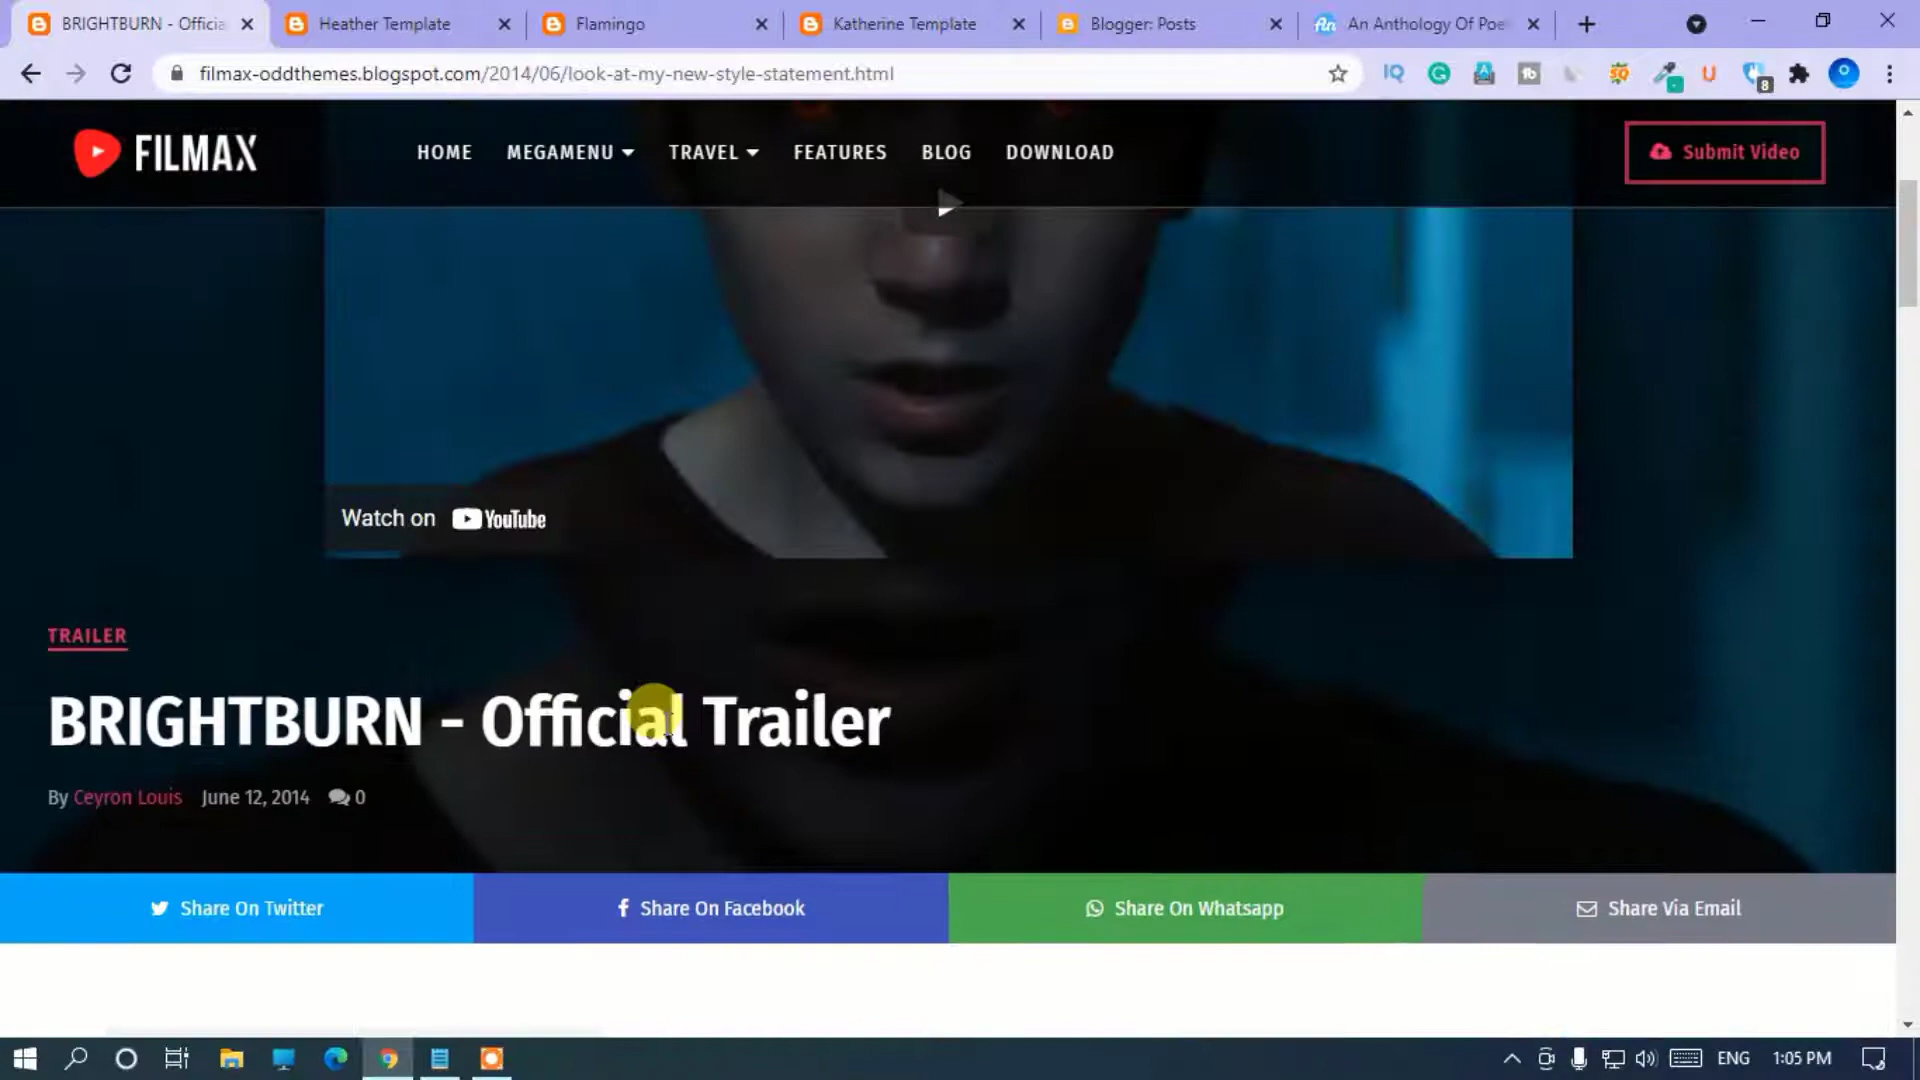 BRIGHTBURN - Officia
Heather Template
Flamingo
Katherine Template
Blogger: Posts
An Anthology Of Poe
filmax-oddthemes.blogspot.com/2014/06/look-at-my-new-style-statement.html
IQ
8
FILMAX
HOME
MEGAMENU
TRAVEL
FEATURES
BLOG
DOWNLOAD
Submit Video
Watch on YouTube
TRAILER
BRIGHTBURN - Official Trailer
By Ceyron Louis June 12, 2014 0
Share On Twitter
Share On Facebook
Share On Whatsapp
Share Via Email
ENG
1:05 PM